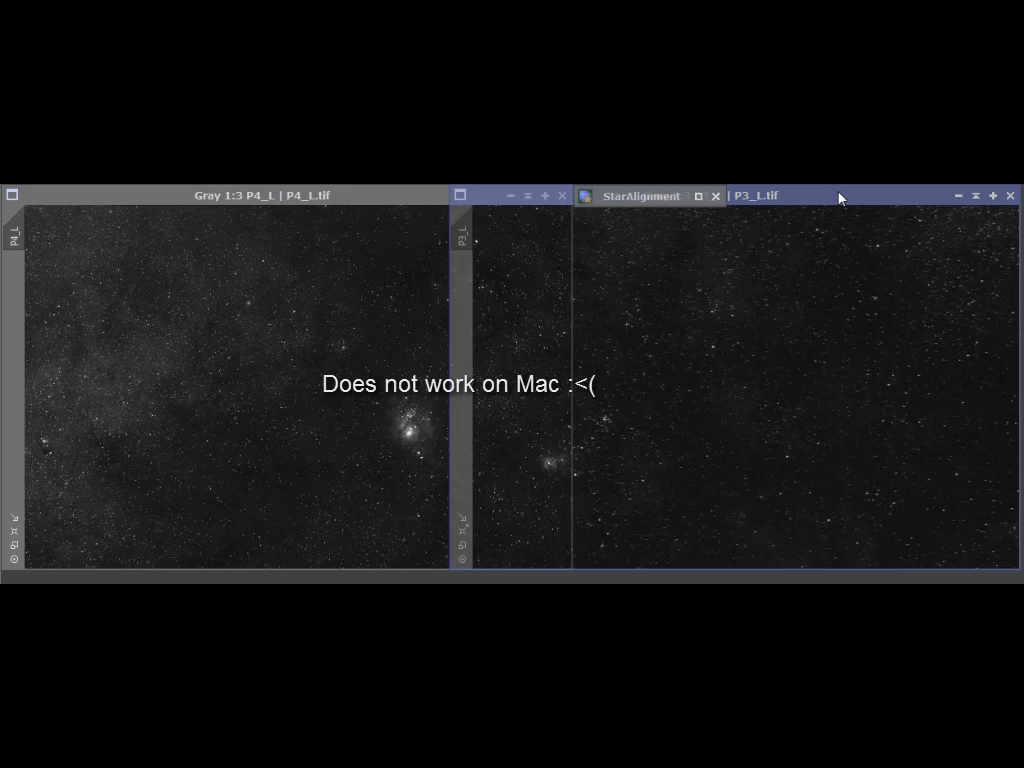 Gray 1:3 P4_L | P4_L.tif
StarAlignment
| P3_L.tif
P4_L
P3_L
Does not work on Mac :<(